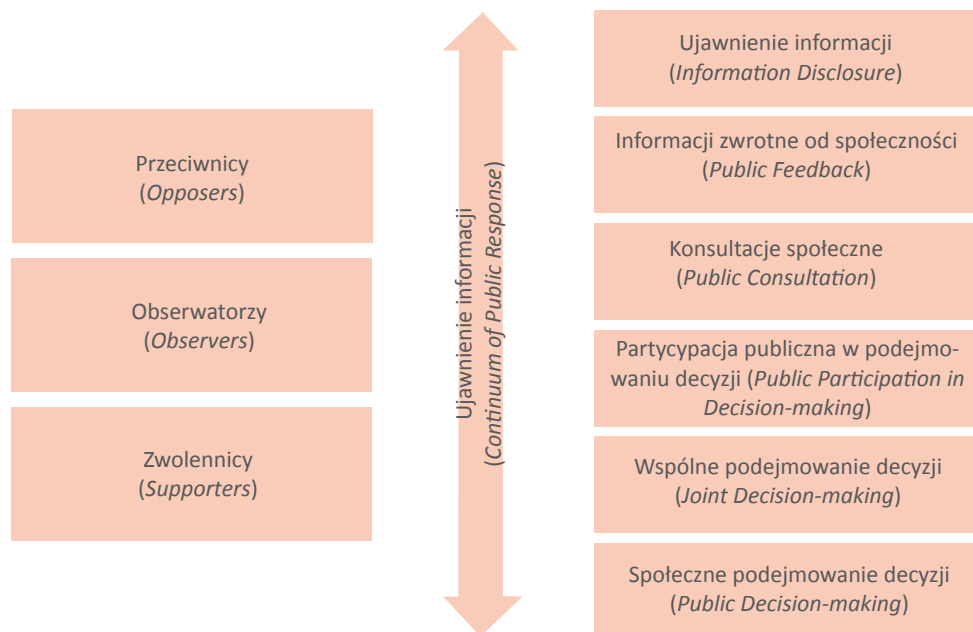 Przeciwnicy
(Opposers)
Obserwatorzy
(Observers)
Zwolennicy
(Supporters)
Ujawnienie informacji
(Continuum of Public Response)
Ujawnienie informacji
(Information Disclosure)
Informacji zwrotne od społeczności
(Public Feedback)
Konsultacje społeczne
(Public Consultation)
Partycypacja publiczna w podejmo-
waniu decyzji (Public Participation in
Decision-making)
Wspólne podejmowanie decyzji
(Joint Decision-making)
Społeczne podejmowanie decyzji
(Public Decision-making)